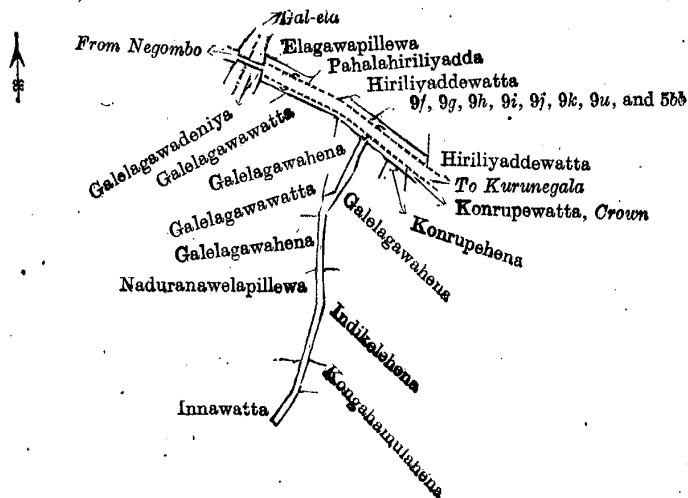 Gal-ela
From Negombo
Elagawapillewa
Pahalahiriliyadda
Hiriliyaddewatta
9f, 9g, 9h, 9i, 9j, 9k, 9u, and 5bb
Galelagawadeniya
Galelagawawatta
Galelagawahena
Hiriliyaddewatta
To Kurunegala
Konrupewatta, Crown
Konrupehena
Galelagawahena
Galelagawawatta
Galelagawahena
Naduranawelapillewa
Indikelehena
Kongahamulahena
Innawatta